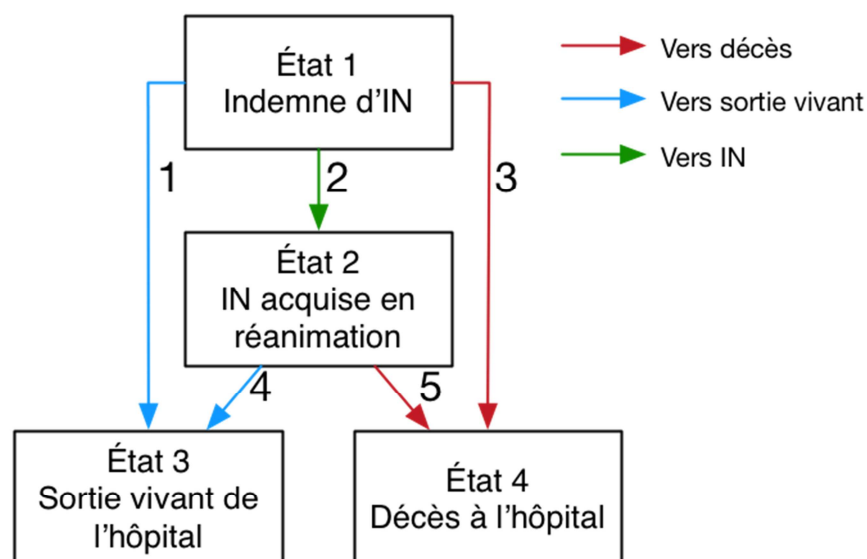 État 1
Indemne d'IN
Vers décès
Vers sortie vivant
Vers IN
1
2
3
État 2
IN acquise en
réanimation
4
5
État 3
Sortie vivant de
l'hôpital
État 4
Décès à l'hôpital